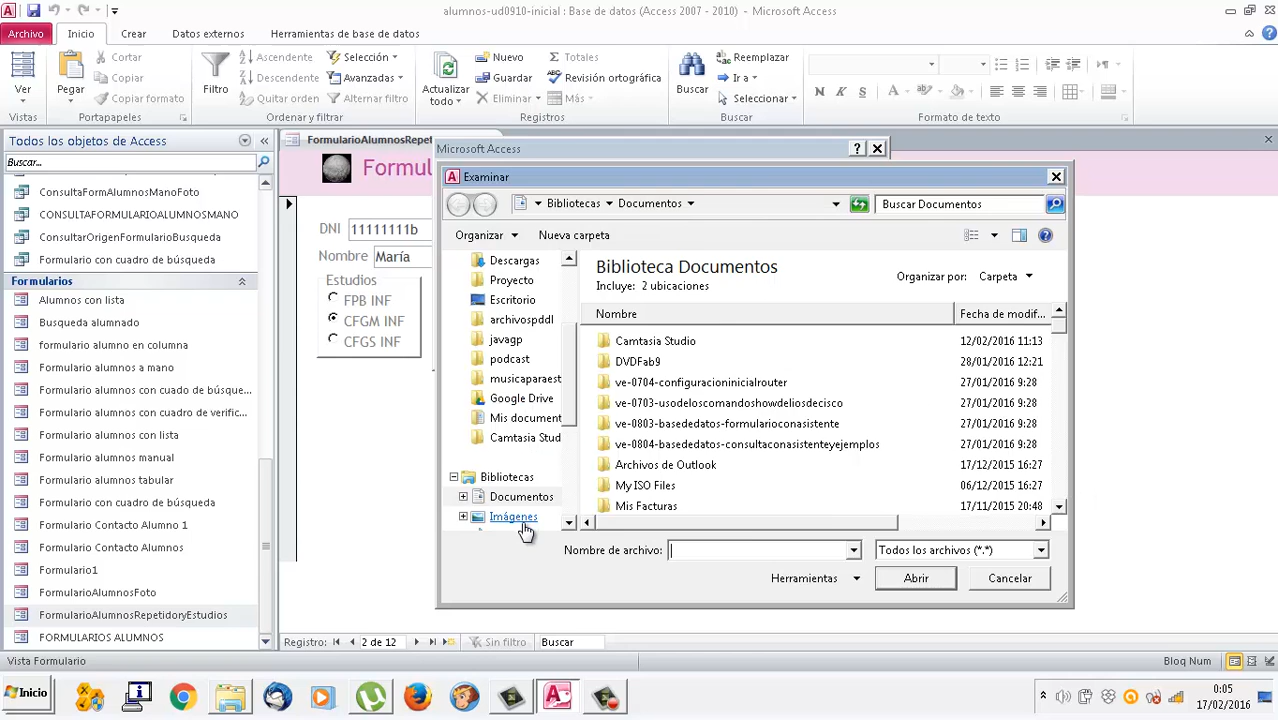 alumnos-ud0910-inicial : Base de datos (Access 2007 - 2010) - Microsoft Access
Archivo Inicio Crear Datos externos Herramientas de base de datos
Ver
Vistas
Pegar
Cortar
Copiar
Copiar formato
Portapapeles
Filtro
Ascendente
Descendente
Quitar orden
Selección
Avanzadas
Alternar filtro
Ordenar y filtrar
Actualizar
todo
Nuevo
Guardar
Eliminar
Totales
Revisión ortográfica
Más
Registros
Buscar
Reemplazar
Ir a
Seleccionar
Buscar
N K S
Formato de texto
Todos los objetos de Access
Buscar...
ConsultaFormAlumnosManoFoto
CONSULTAFORMULARIOALUMNOSMANO
ConsultarOrigenFormularioBusqueda
Formulario con cuadro de búsqueda
Formularios
Alumnos con lista
Busqueda alumnado
formulario alumno en columna
Formulario alumnos a mano
Formulario alumnos con cuadro de búsque...
Formulario alumnos con cuadro de verific...
Formulario alumnos con lista
Formulario alumnos manual
Formulario alumnos tabular
Formulario con cuadro de búsqueda
Formulario Contacto Alumno 1
Formulario Contacto Alumno
Formulario1
FormularioAlumnosFoto
FormularioAlumnosRepetidoryEstudios
FORMULARIOS ALUMNOS
FormularioAlumnosRepet
Formul
DNI 11111111b
Nombre María
Estudios
FPB INF
CFGM INF
CFGS INF
Microsoft Access
Examinar
Bibliotecas Documentos
Buscar Documentos
Organizar Nueva carpeta
Descargas
Proyecto
Escritorio
archivospddl
javagp
podcast
musicaparaest
Google Drive
Mis document
Camtasia Stud
Bibliotecas
Documentos
Imágenes
Biblioteca Documentos
Incluye: 2 ubicaciones
Organizar por: Carpeta
Nombre Fecha de modif...
Camtasia Studio 12/02/2016 11:13
DVDFab9 28/01/2016 12:21
ve-0704-configuracioninicialrouter 27/01/2016 9:28
ve-0703-usodeloscomandoshowdeliosdecisco 27/01/2016 9:28
ve-0803-basededatos-formularioconasistente 27/01/2016 9:28
ve-0804-basededatos-consultaconasistenteyejemplos 27/01/2016 9:28
Archivos de Outlook 17/12/2015 16:27
My ISO Files 06/12/2015 16:27
Mis Facturas 17/11/2015 20:48
Nombre de archivo: Todos los archivos (*.*)
Herramientas Abrir Cancelar
Registro: 2 de 12 Sin filtro Buscar
Vista Formulario Bloq Num
Inicio
0:05
17/02/2016